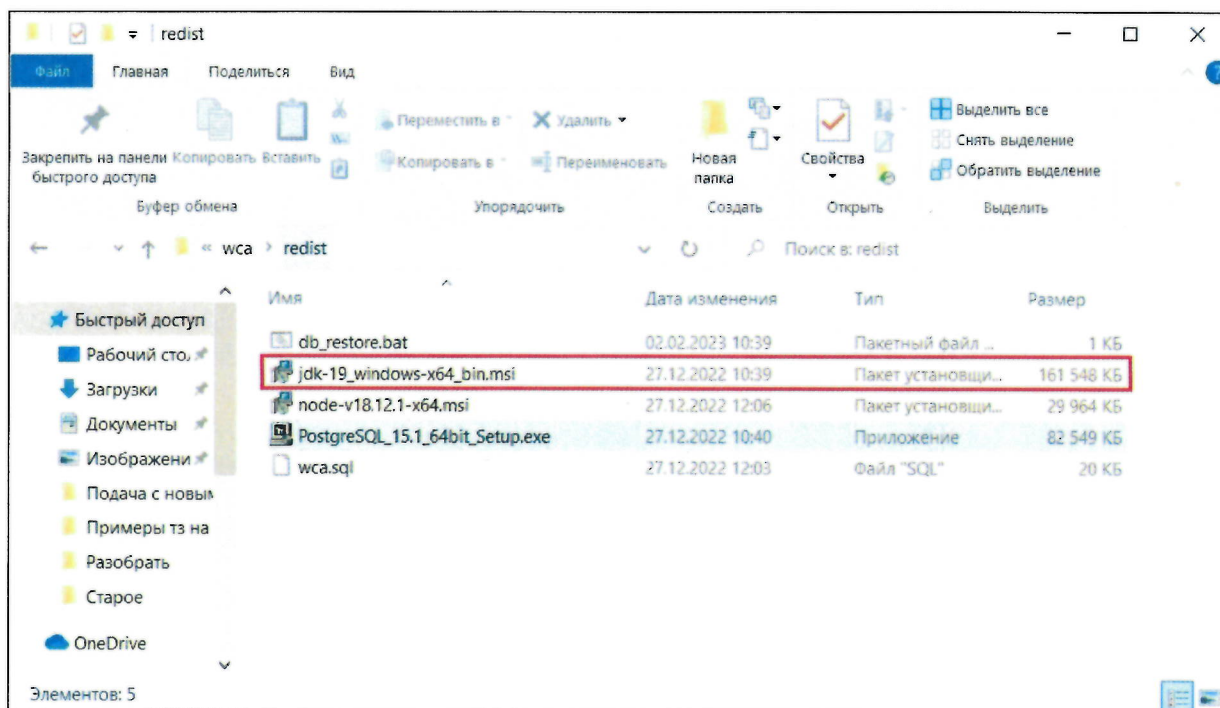 redist
Файл Главная Поделиться Вид
Закрепить на панели быстрого доступа
Копировать
Вставить
Переместить в
Копировать в
Удалить
Переименовать
Новая папка
Свойства
Выделить все
Снять выделение
Обратить выделение
Буфер обмена Упорядочить Создать Открыть Выделить
« wca > redist Поиск в: redist
Имя Дата изменения Тип Размер
Быстрый доступ
Рабочий сто
Загрузки
Документы
Изображени
Подача с новым
Примеры тз на
Разобрать
Старое
OneDrive
db_restore.bat 02.02.2023 10:39 Пакетный файл ... 1 КБ
jdk-19_windows-x64_bin.msi 27.12.2022 10:39 Пакет установщи... 161 548 КБ
node-v18.12.1-x64.msi 27.12.2022 12:06 Пакет установщи... 29 964 КБ
PostgreSQL_15.1_64bit_Setup.exe 27.12.2022 10:40 Приложение 82 549 КБ
wca.sql 27.12.2022 12:03 Файл "SQL" 20 КБ
Элементов: 5